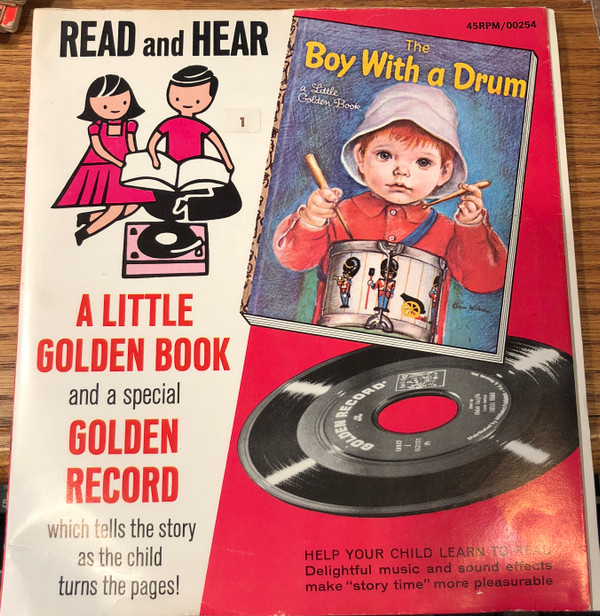 READ and HEAR
45RPM/00254
1
The
Boy With a Drum
a Little
Golden Book
A LITTLE
GOLDEN BOOK
and a special
GOLDEN
RECORD
which tells the story
as the child
turns the pages!
GOLDEN RECORD
HELP YOUR CHILD LEARN TO READ
Delightful music and sound effects
make "story time" more pleasurable